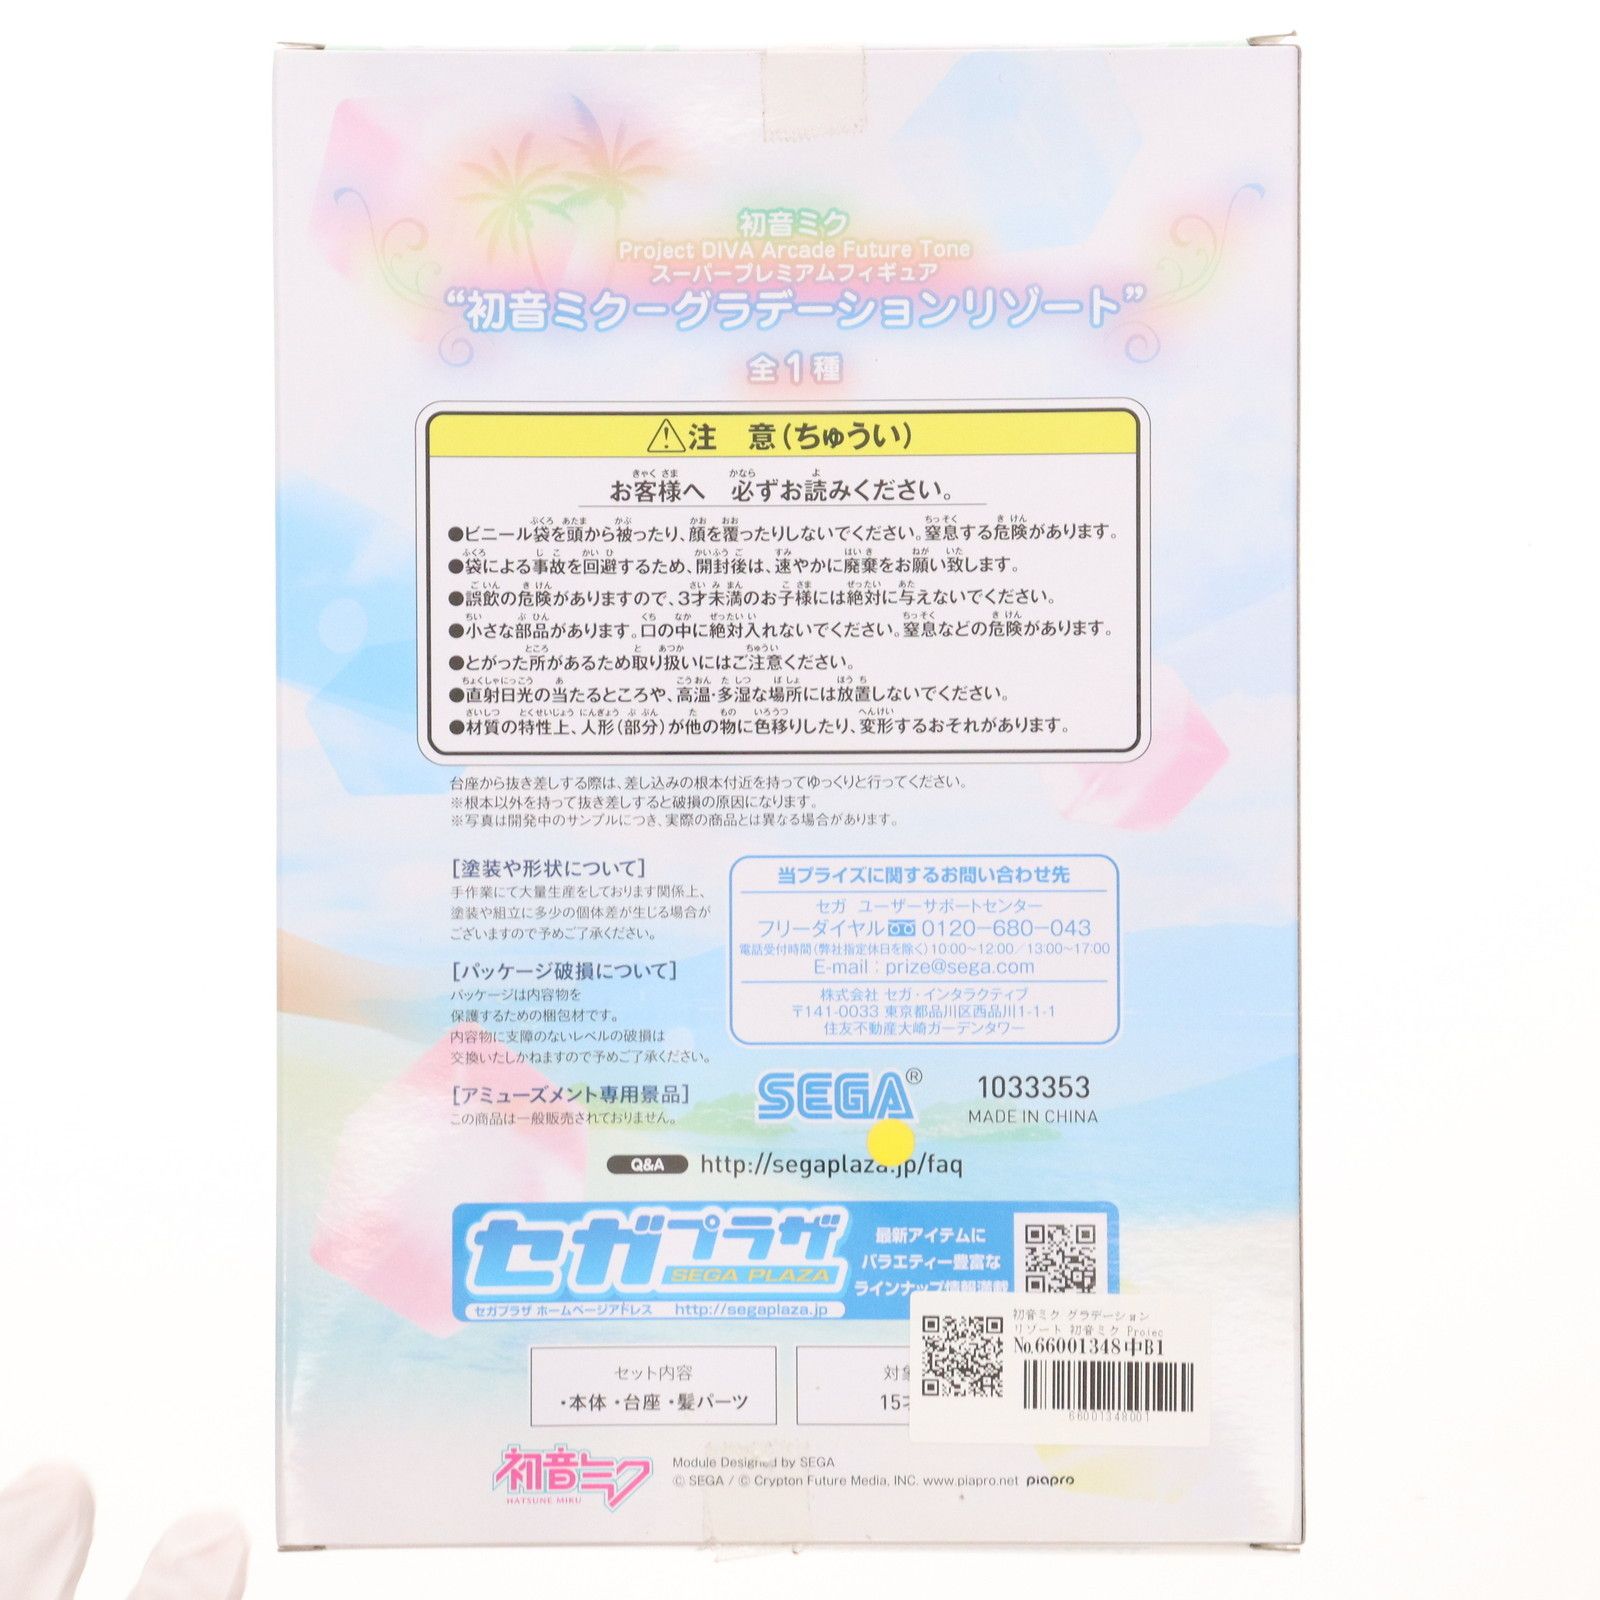 初音ミク
Project DIVA Arcade Future Tone
スーパープレミアムフィギュア
“初音ミク－グラデーションリゾート”
全1種
注 意（ちゅうい）
お客様へ 必ずお読みください。
●ビニール袋を頭から被ったり、顔を覆ったりしないでください。窒息する危険があります。
●袋による事故を回避するため、開封後は、速やかに廃棄をお願い致します。
●誤飲の危険がありますので、3才未満のお子様には絶対に与えないでください。
●小さな部品があります。口の中に絶対入れないでください。窒息などの危険があります。
●とがった所があるため取り扱いにはご注意ください。
●直射日光の当たるところや、高温・多湿な場所には放置しないでください。
●材質の特性上、人形（部分）が他の物に色移りしたり、変形するおそれがあります。
台座から抜き差しする際は、差し込みの根本付近を持ってゆっくりと行ってください。
※根本以外を持って抜き差しすると破損の原因になります。
※写真は開発中のサンプルにつき、実際の商品とは異なる場合があります。
［塗装や形状について］
手作業にて大量生産をしております関係上、
塗装や組立に多少の個体差が生じる場合が
ございますので予めご了承ください。
［パッケージ破損について］
パッケージは内容物を
保護するための梱包材です。
内容物に支障のないレベルの破損は
交換いたしかねますので予めご了承ください。
［アミューズメント専用景品］
この商品は一般販売されておりません。
当プライズに関するお問い合わせ先
セガ ユーザーサポートセンター
フリーダイヤル 0120－680－043
電話受付時間（弊社指定休日を除く）10:00～12:00／13:00～17:00
E-mail：prize@sega.com
株式会社 セガ・インタラクティブ
〒141-0033 東京都品川区西品川1-1-1
住友不動産大崎ガーデンタワー
SEGA®
1033353
MADE IN CHINA
Q&A http://segaplaza.jp/faq
セガプラザ
SEGA PLAZA
セガプラザ ホームページアドレス http://segaplaza.jp
最新アイテムに
バラエティー豊富な
ラインナップ情報満載
セット内容
・本体 ・台座 ・髪パーツ
対象
15才
初音ミク グラデーション
リゾート 初音ミク Projec
No.66001348中B1
66001348001
初音ミク
HATSUNE MIKU
Module Designed by SEGA
© SEGA / © Crypton Future Media, INC. www.piapro.net piapro